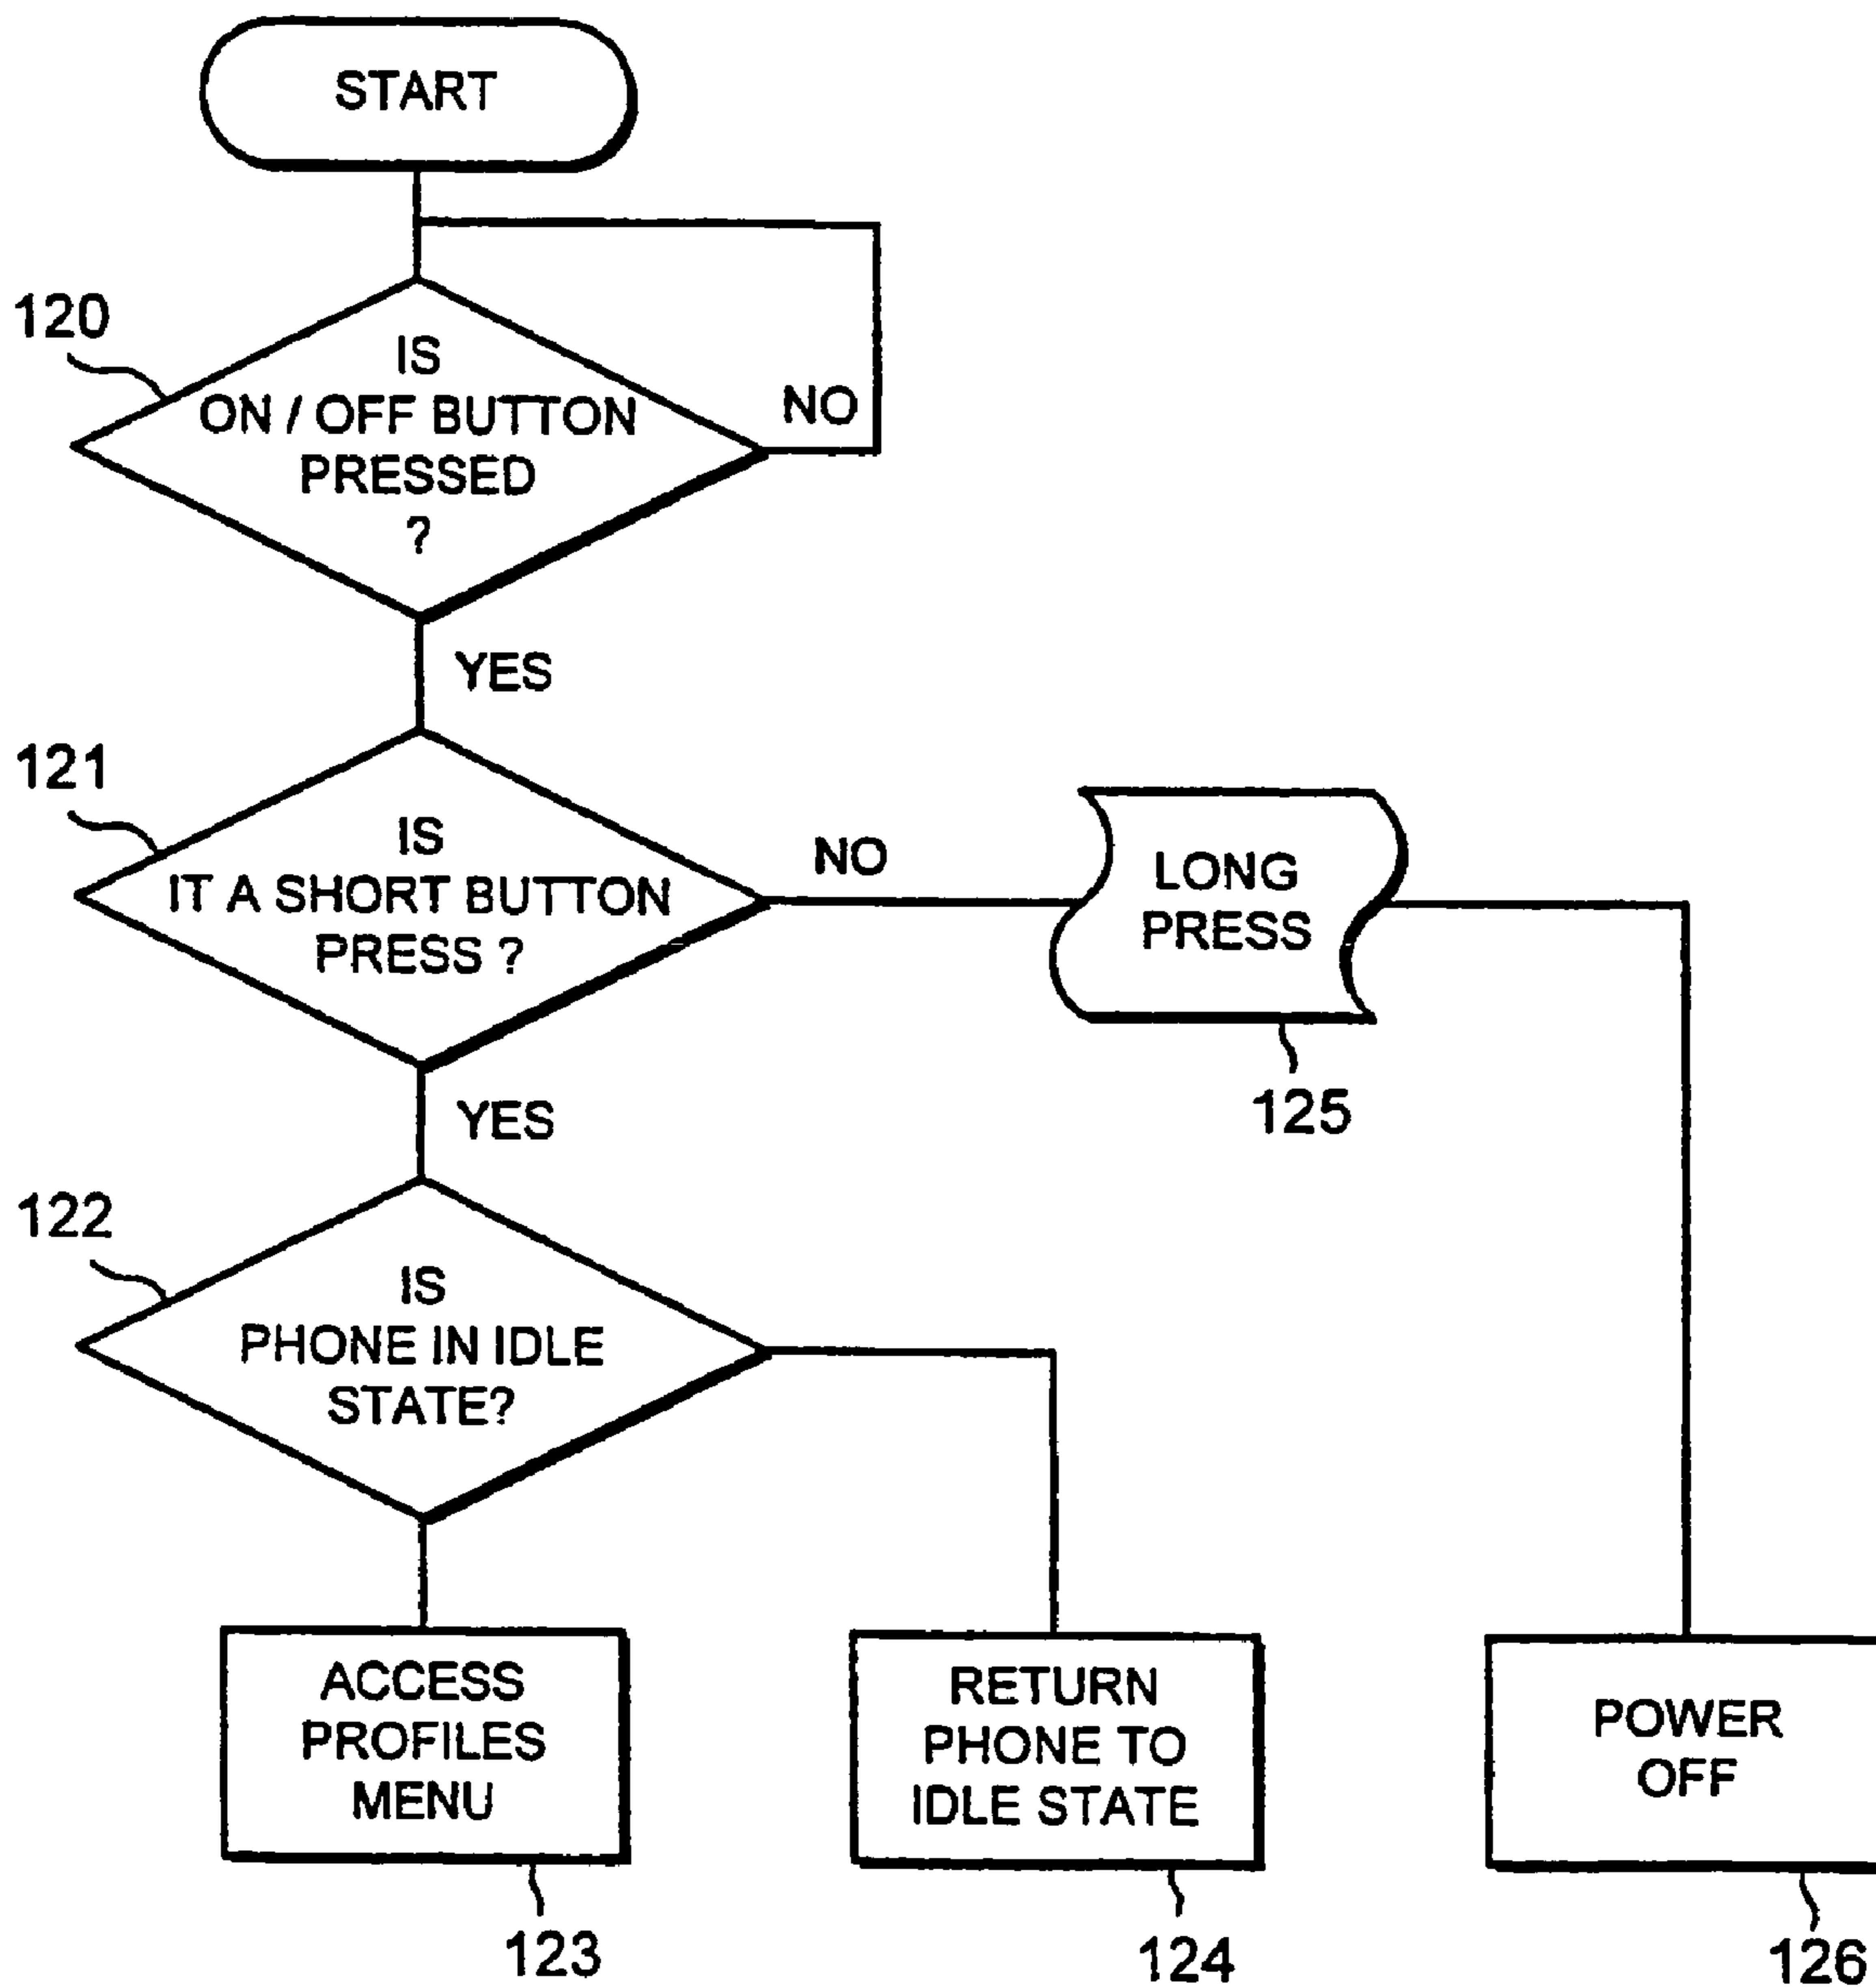 START
120
IS
ON / OFF BUTTON
PRESSED
?
NO
YES
121
IS
IT A SHORT BUTTON
PRESS ?
NO
LONG
PRESS
125
YES
122
IS
PHONE IN IDLE
STATE?
ACCESS
PROFILES
MENU
123
RETURN
PHONE TO
IDLE STATE
124
POWER
OFF
126